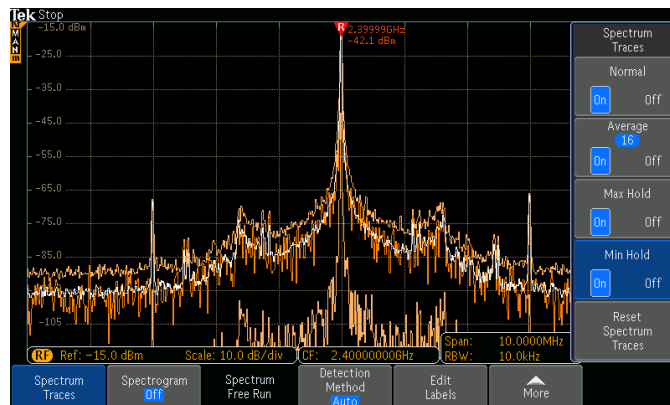 Tek Stop
-15.0 dBm
R
2.39999GHz
-42.1 dBm
M
A
N
m
-25.0
-35.0
-45.0
-55.0
-65.0
-75.0
-85.0
-95.0
-105
Spectrum
Traces
Normal
On Off
Average
16
On Off
Max Hold
On Off
Min Hold
On Off
Reset
Spectrum
Traces
Span: 10.0000MHz
RBW: 10.0kHz
RF Ref: -15.0 dBm Scale: 10.0 dB/div CF: 2.40000000GHz
Spectrum
Traces
Spectrogram
Off
Spectrum
Free Run
Detection
Method
Auto
Edit
Labels
More